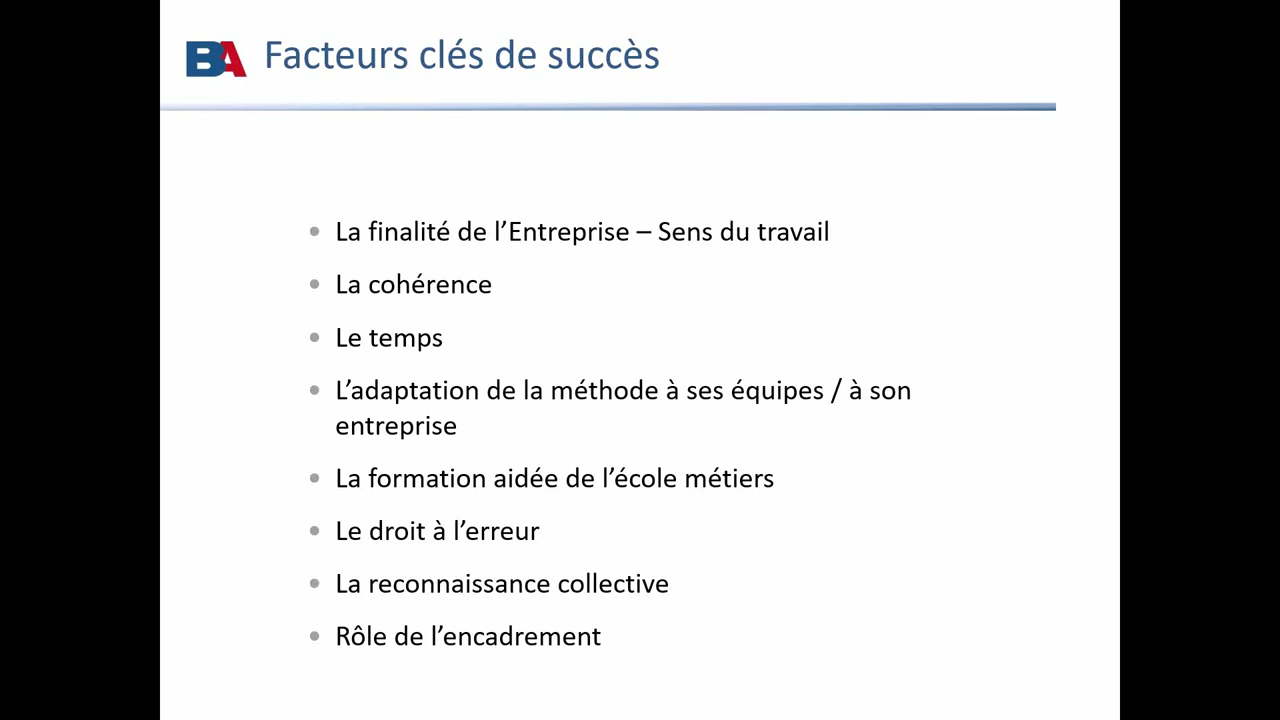 BA Facteurs clés de succès
• La finalité de l’Entreprise – Sens du travail
• La cohérence
• Le temps
• L’adaptation de la méthode à ses équipes / à son
entreprise
• La formation aidée de l’école métiers
• Le droit à l’erreur
• La reconnaissance collective
• Rôle de l’encadrement